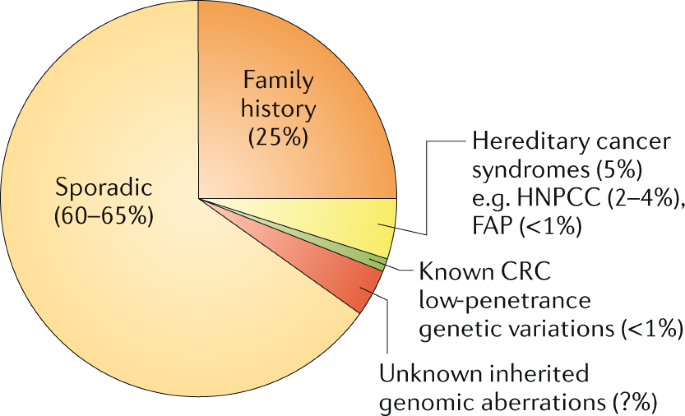 Family
history
(25%)
Sporadic
(60–65%)
Hereditary cancer
syndromes (5%)
e.g. HNPCC (2–4%),
FAP (<1%)
Known CRC
low-penetrance
genetic variations (<1%)
Unknown inherited
genomic aberrations (?%)